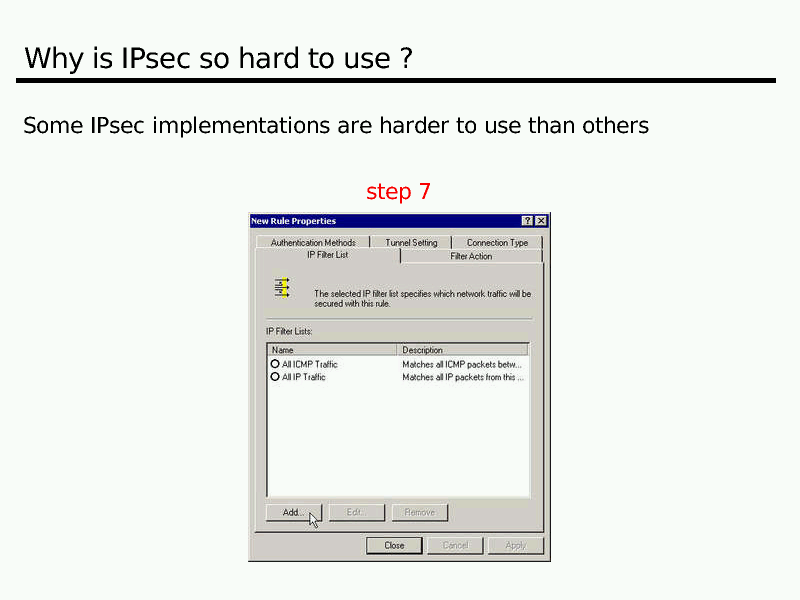 Why is IPsec so hard to use ?
Some IPsec implementations are harder to use than others
step 7
New Rule Properties
Authentication Methods Tunnel Setting Connection Type
IP Filter List Filter Action
The selected IP filter list specifies which network traffic will be
secured with this rule.
IP Filter Lists:
Name Description
All ICMP Traffic Matches all ICMP packets betw...
All IP Traffic Matches all IP packets from this ...
Add... Edit... Remove
Close Cancel Apply